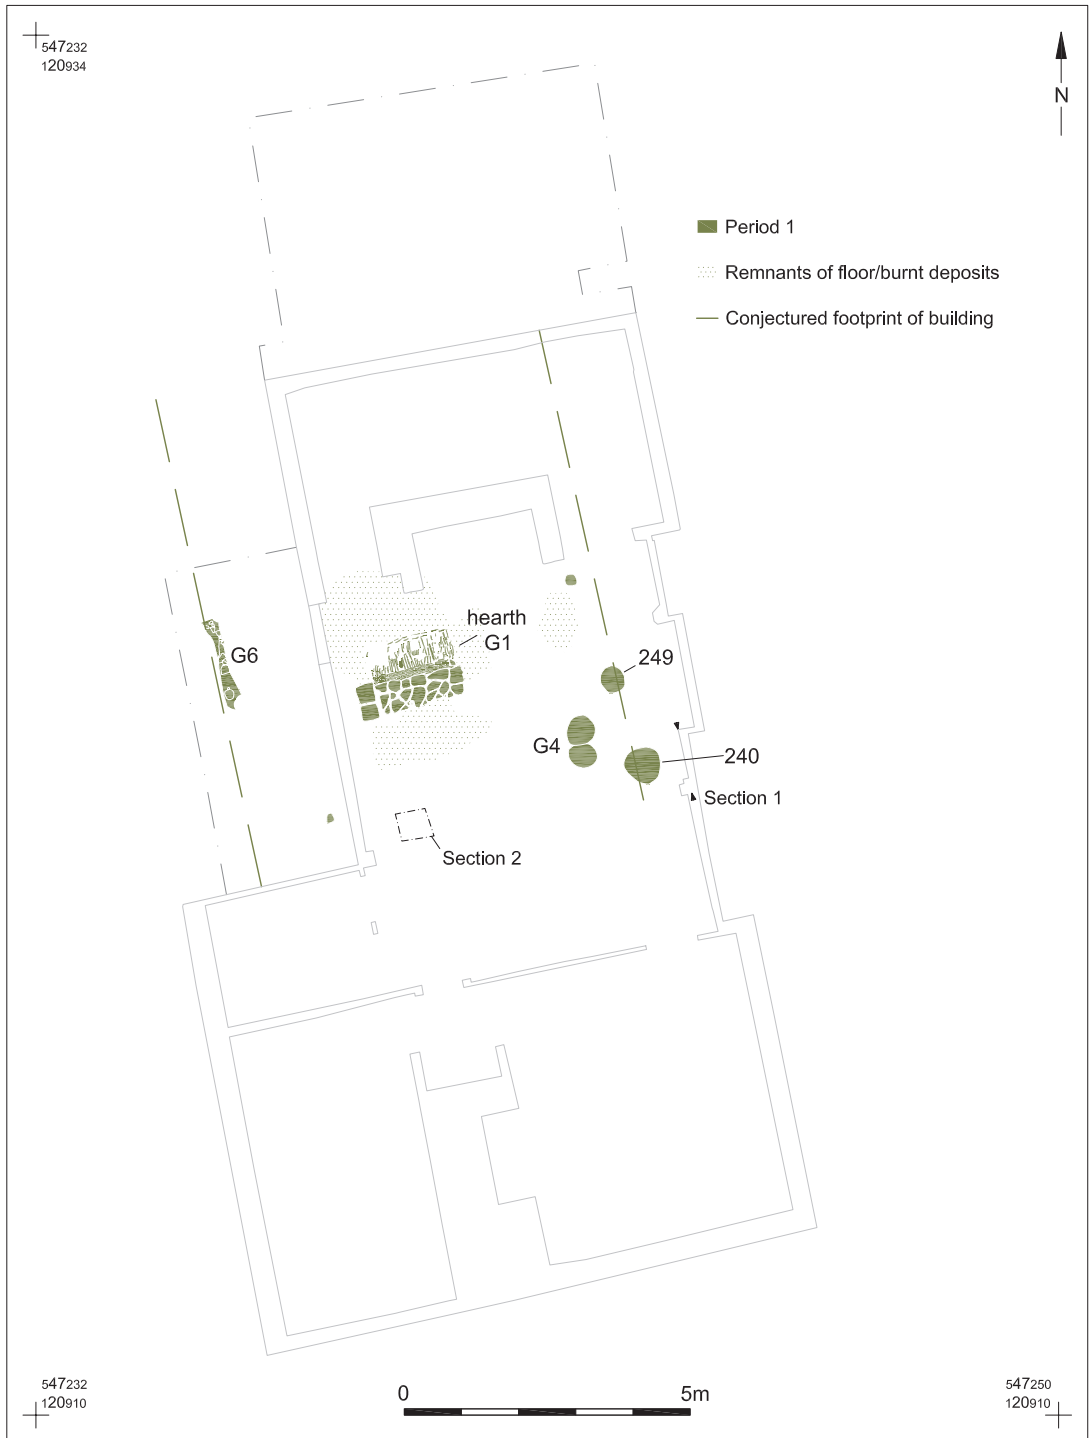 547232
120934
N
Period 1
Remnants of floor/burnt deposits
Conjectured footprint of building
hearth
G1
G6
249
G4
240
Section 1
Section 2
547232
120910
0 5m
547250
120910